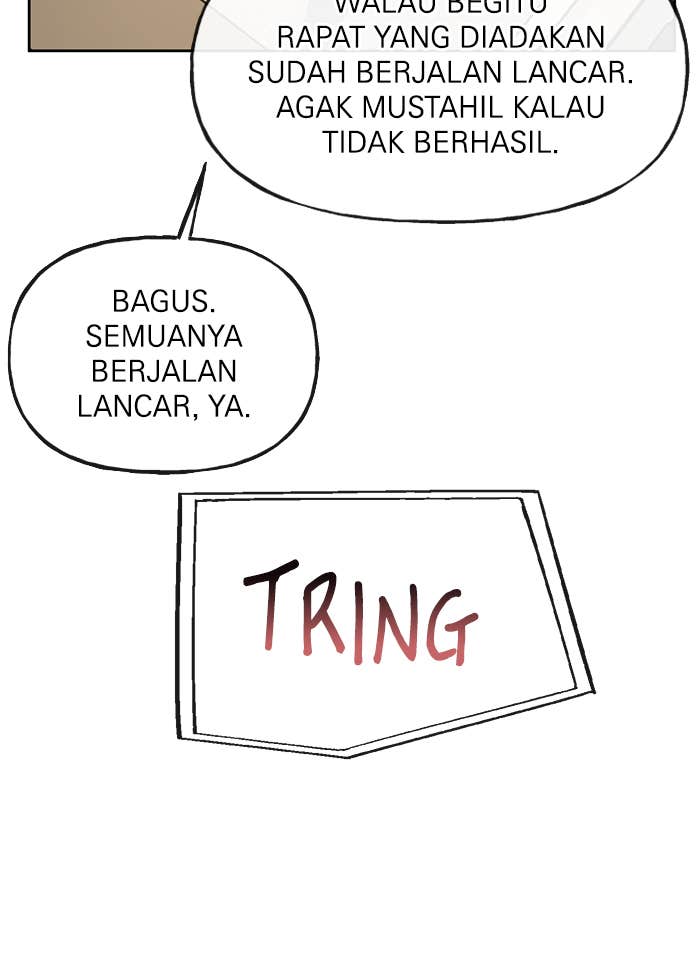 WALAU BEGITU
RAPAT YANG DIADAKAN
SUDAH BERJALAN LANCAR.
AGAK MUSTAHIL KALAU
TIDAK BERHASIL.
BAGUS.
SEMUANYA
BERJALAN
LANCAR, YA.
TRING